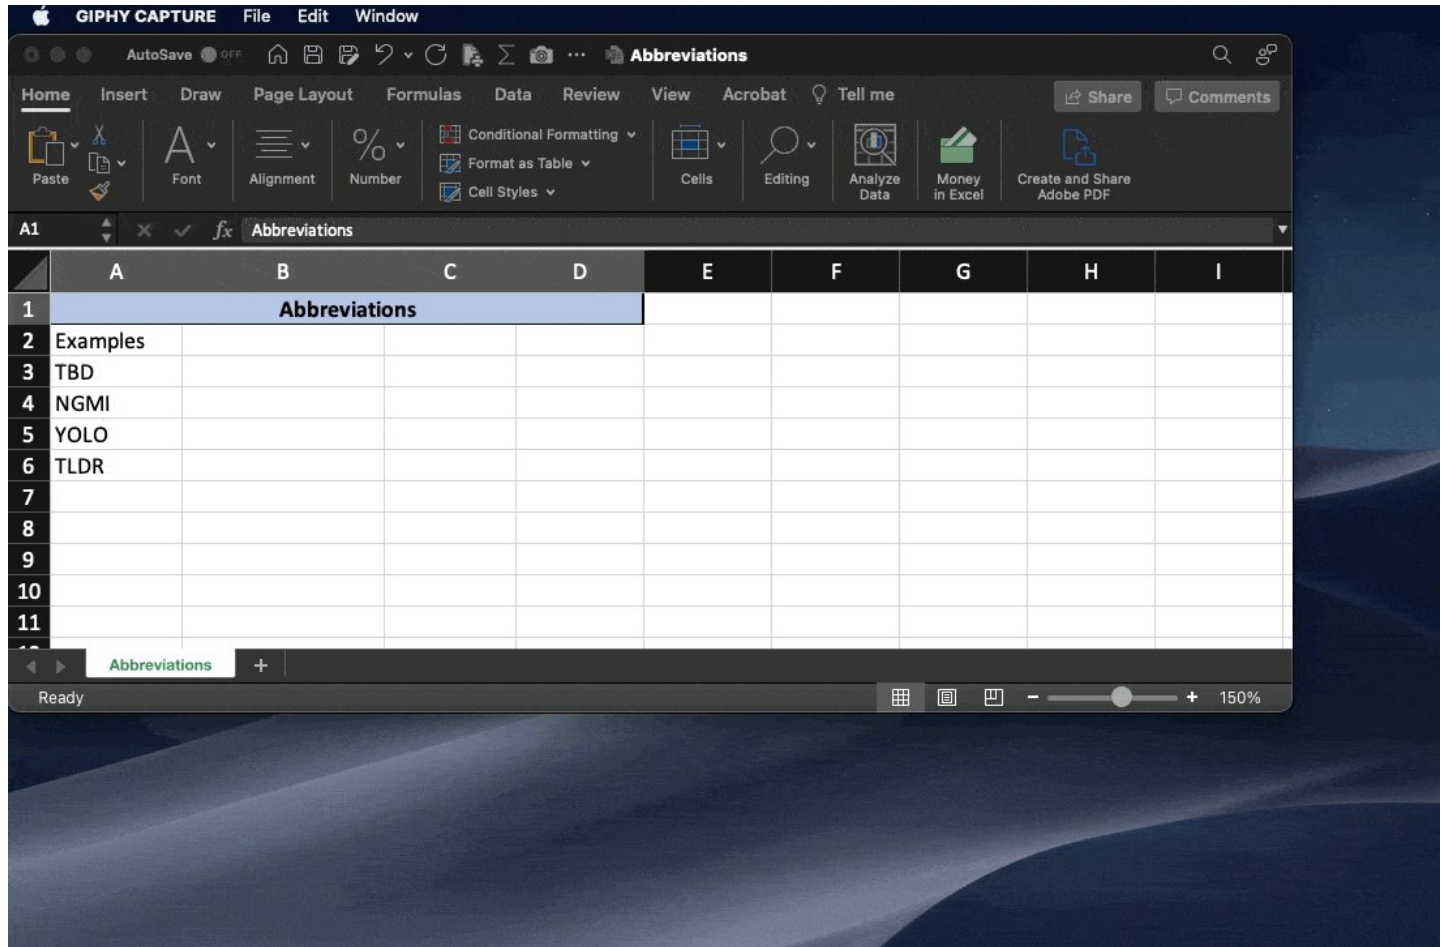 GIPHY CAPTURE File Edit Window
AutoSave OFF Abbreviations
Home Insert Draw Page Layout Formulas Data Review View Acrobat Tell me Share Comments
Paste Font Alignment Number Conditional Formatting Format as Table Cell Styles Cells Editing Analyze Data Money in Excel Create and Share Adobe PDF
A1 fx Abbreviations
A B C D E F G H I
1 Abbreviations
2 Examples
3 TBD
4 NGMI
5 YOLO
6 TLDR
7
8
9
10
11
Abbreviations +
Ready - + 150%